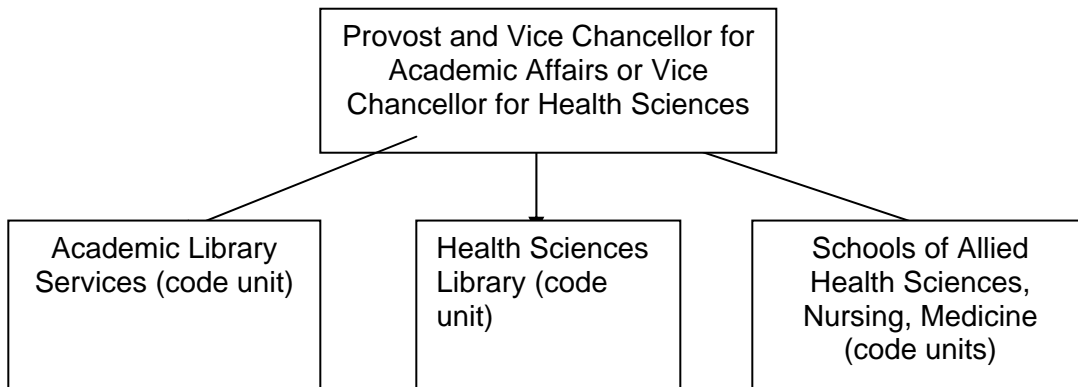 Provost and Vice Chancellor for
Academic Affairs or Vice
Chancellor for Health Sciences
Academic Library
Services (code unit)
Health Sciences
Library (code
unit)
Schools of Allied
Health Sciences,
Nursing, Medicine
(code units)